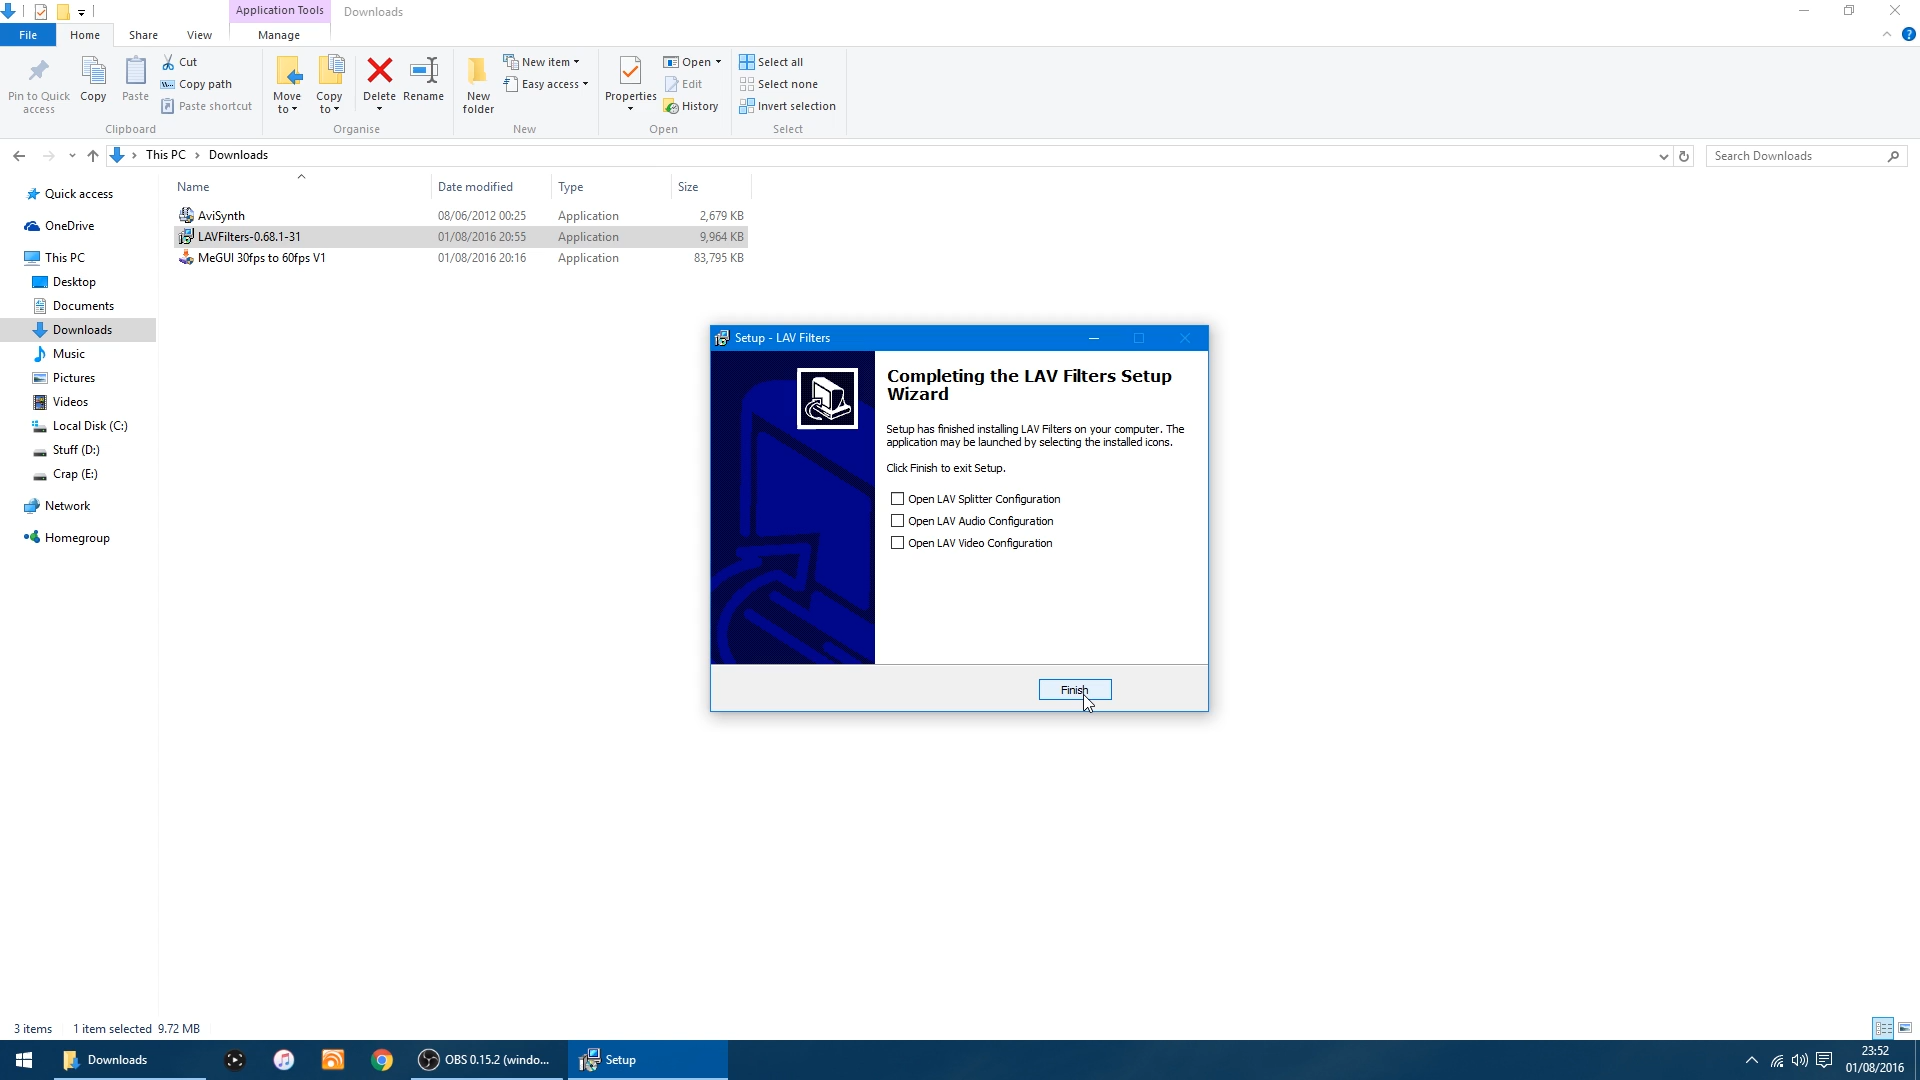 Application Tools
Downloads
File
Home
Share
View
Manage
Pin to Quick access
Copy
Paste
Cut
Copy path
Paste shortcut
Clipboard
Move to
Copy to
Delete
Rename
Organise
New folder
New item
Easy access
New
Properties
Open
Edit
History
Open
Select all
Select none
Invert selection
Select
This PC
Downloads
Search Downloads
Name
Date modified
Type
Size
AviSynth 08/06/2012 00:25 Application 2,679 KB
LAVFilters-0.68.1-31 01/08/2016 20:55 Application 9,964 KB
MeGUI 30fps to 60fps V1 01/08/2016 20:16 Application 83,795 KB
Quick access
OneDrive
This PC
Desktop
Documents
Downloads
Music
Pictures
Videos
Local Disk (C:)
Stuff (D:)
Crap (E:)
Network
Homegroup
Setup - LAV Filters
Completing the LAV Filters Setup
Wizard
Setup has finished installing LAV Filters on your computer. The
application may be launched by selecting the installed icons.
Click Finish to exit Setup.
Open LAV Splitter Configuration
Open LAV Audio Configuration
Open LAV Video Configuration
Finish
3 items
1 item selected 9.72 MB
Downloads
OBS 0.15.2 (windo...
Setup
23:52
01/08/2016